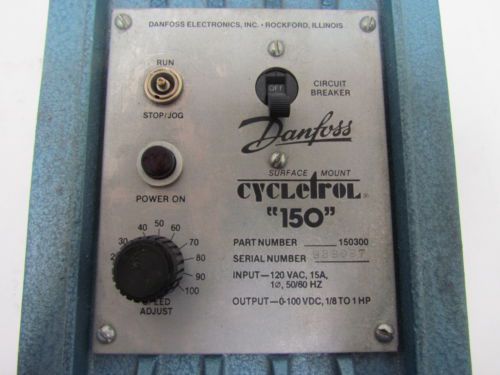 DANFOSS ELECTRONICS, INC. • ROCKFORD, ILLINOIS
RUN
STOP/JOG
OFF
CIRCUIT
BREAKER
Danfoss
POWER ON
SURFACE MOUNT
CYCLETROL®
"150"
PART NUMBER 150300
SERIAL NUMBER
INPUT—120 VAC, 15A,
1Ø, 50/60 HZ
OUTPUT—0-100 VDC, 1/8 TO 1 HP
30
40
50
60
70
80
90
100
ADJUST